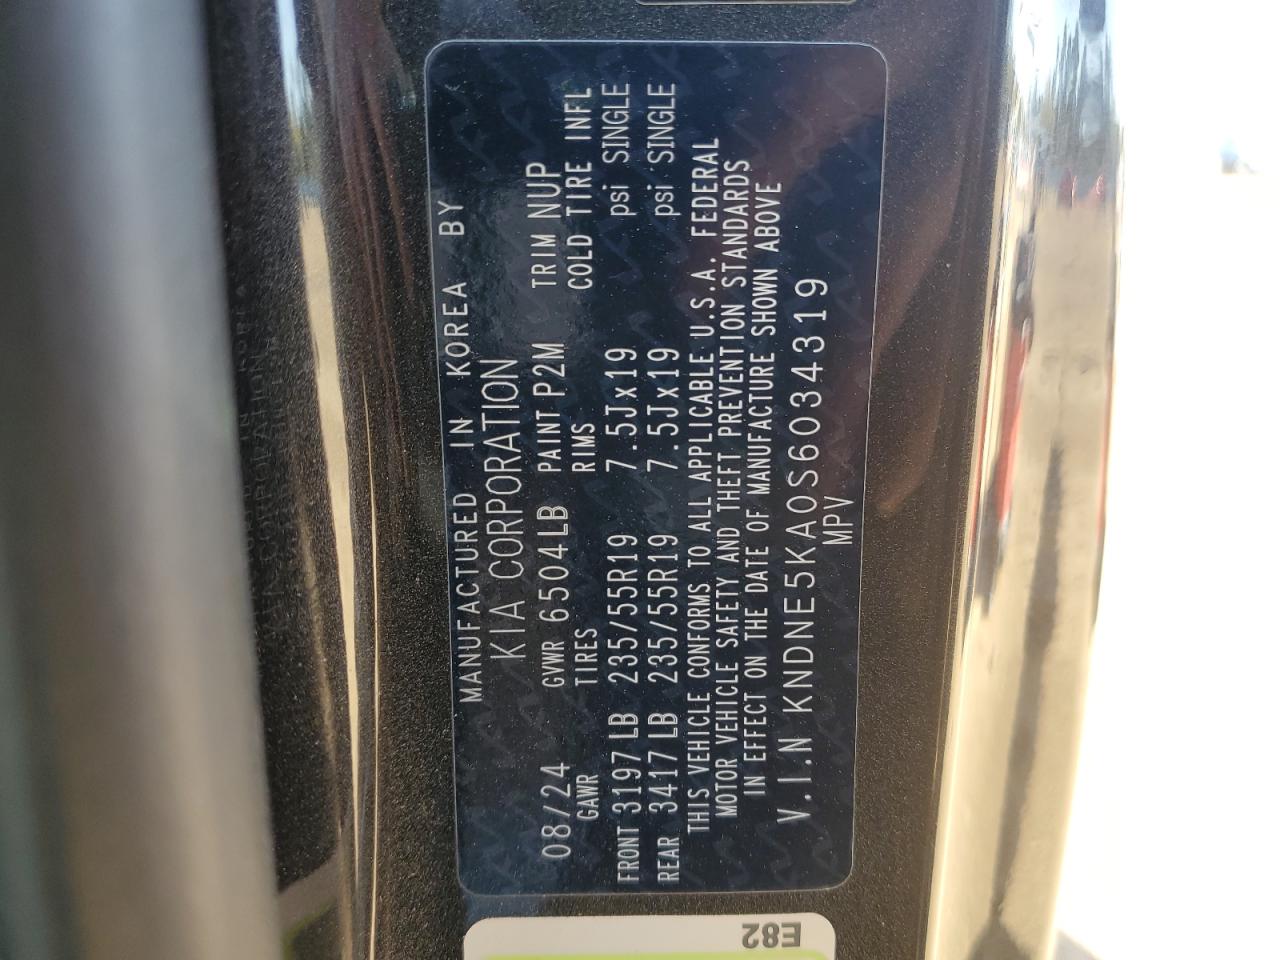 MANUFACTURED IN KOREA BY
KIA CORPORATION
08/24 GVWR 6504LB PAINT P2M TRIM NUP
GAWR TIRES RIMS COLD TIRE INFL
FRONT 3197LB 235/55R19 7.5Jx19 psi SINGLE
REAR 3417LB 235/55R19 7.5Jx19 psi SINGLE
THIS VEHICLE CONFORMS TO ALL APPLICABLE U.S.A. FEDERAL
MOTOR VEHICLE SAFETY AND THEFT PREVENTION STANDARDS
IN EFFECT ON THE DATE OF MANUFACTURE SHOWN ABOVE
V.I.N KNDNE5KA0S6034319
MPV
E82